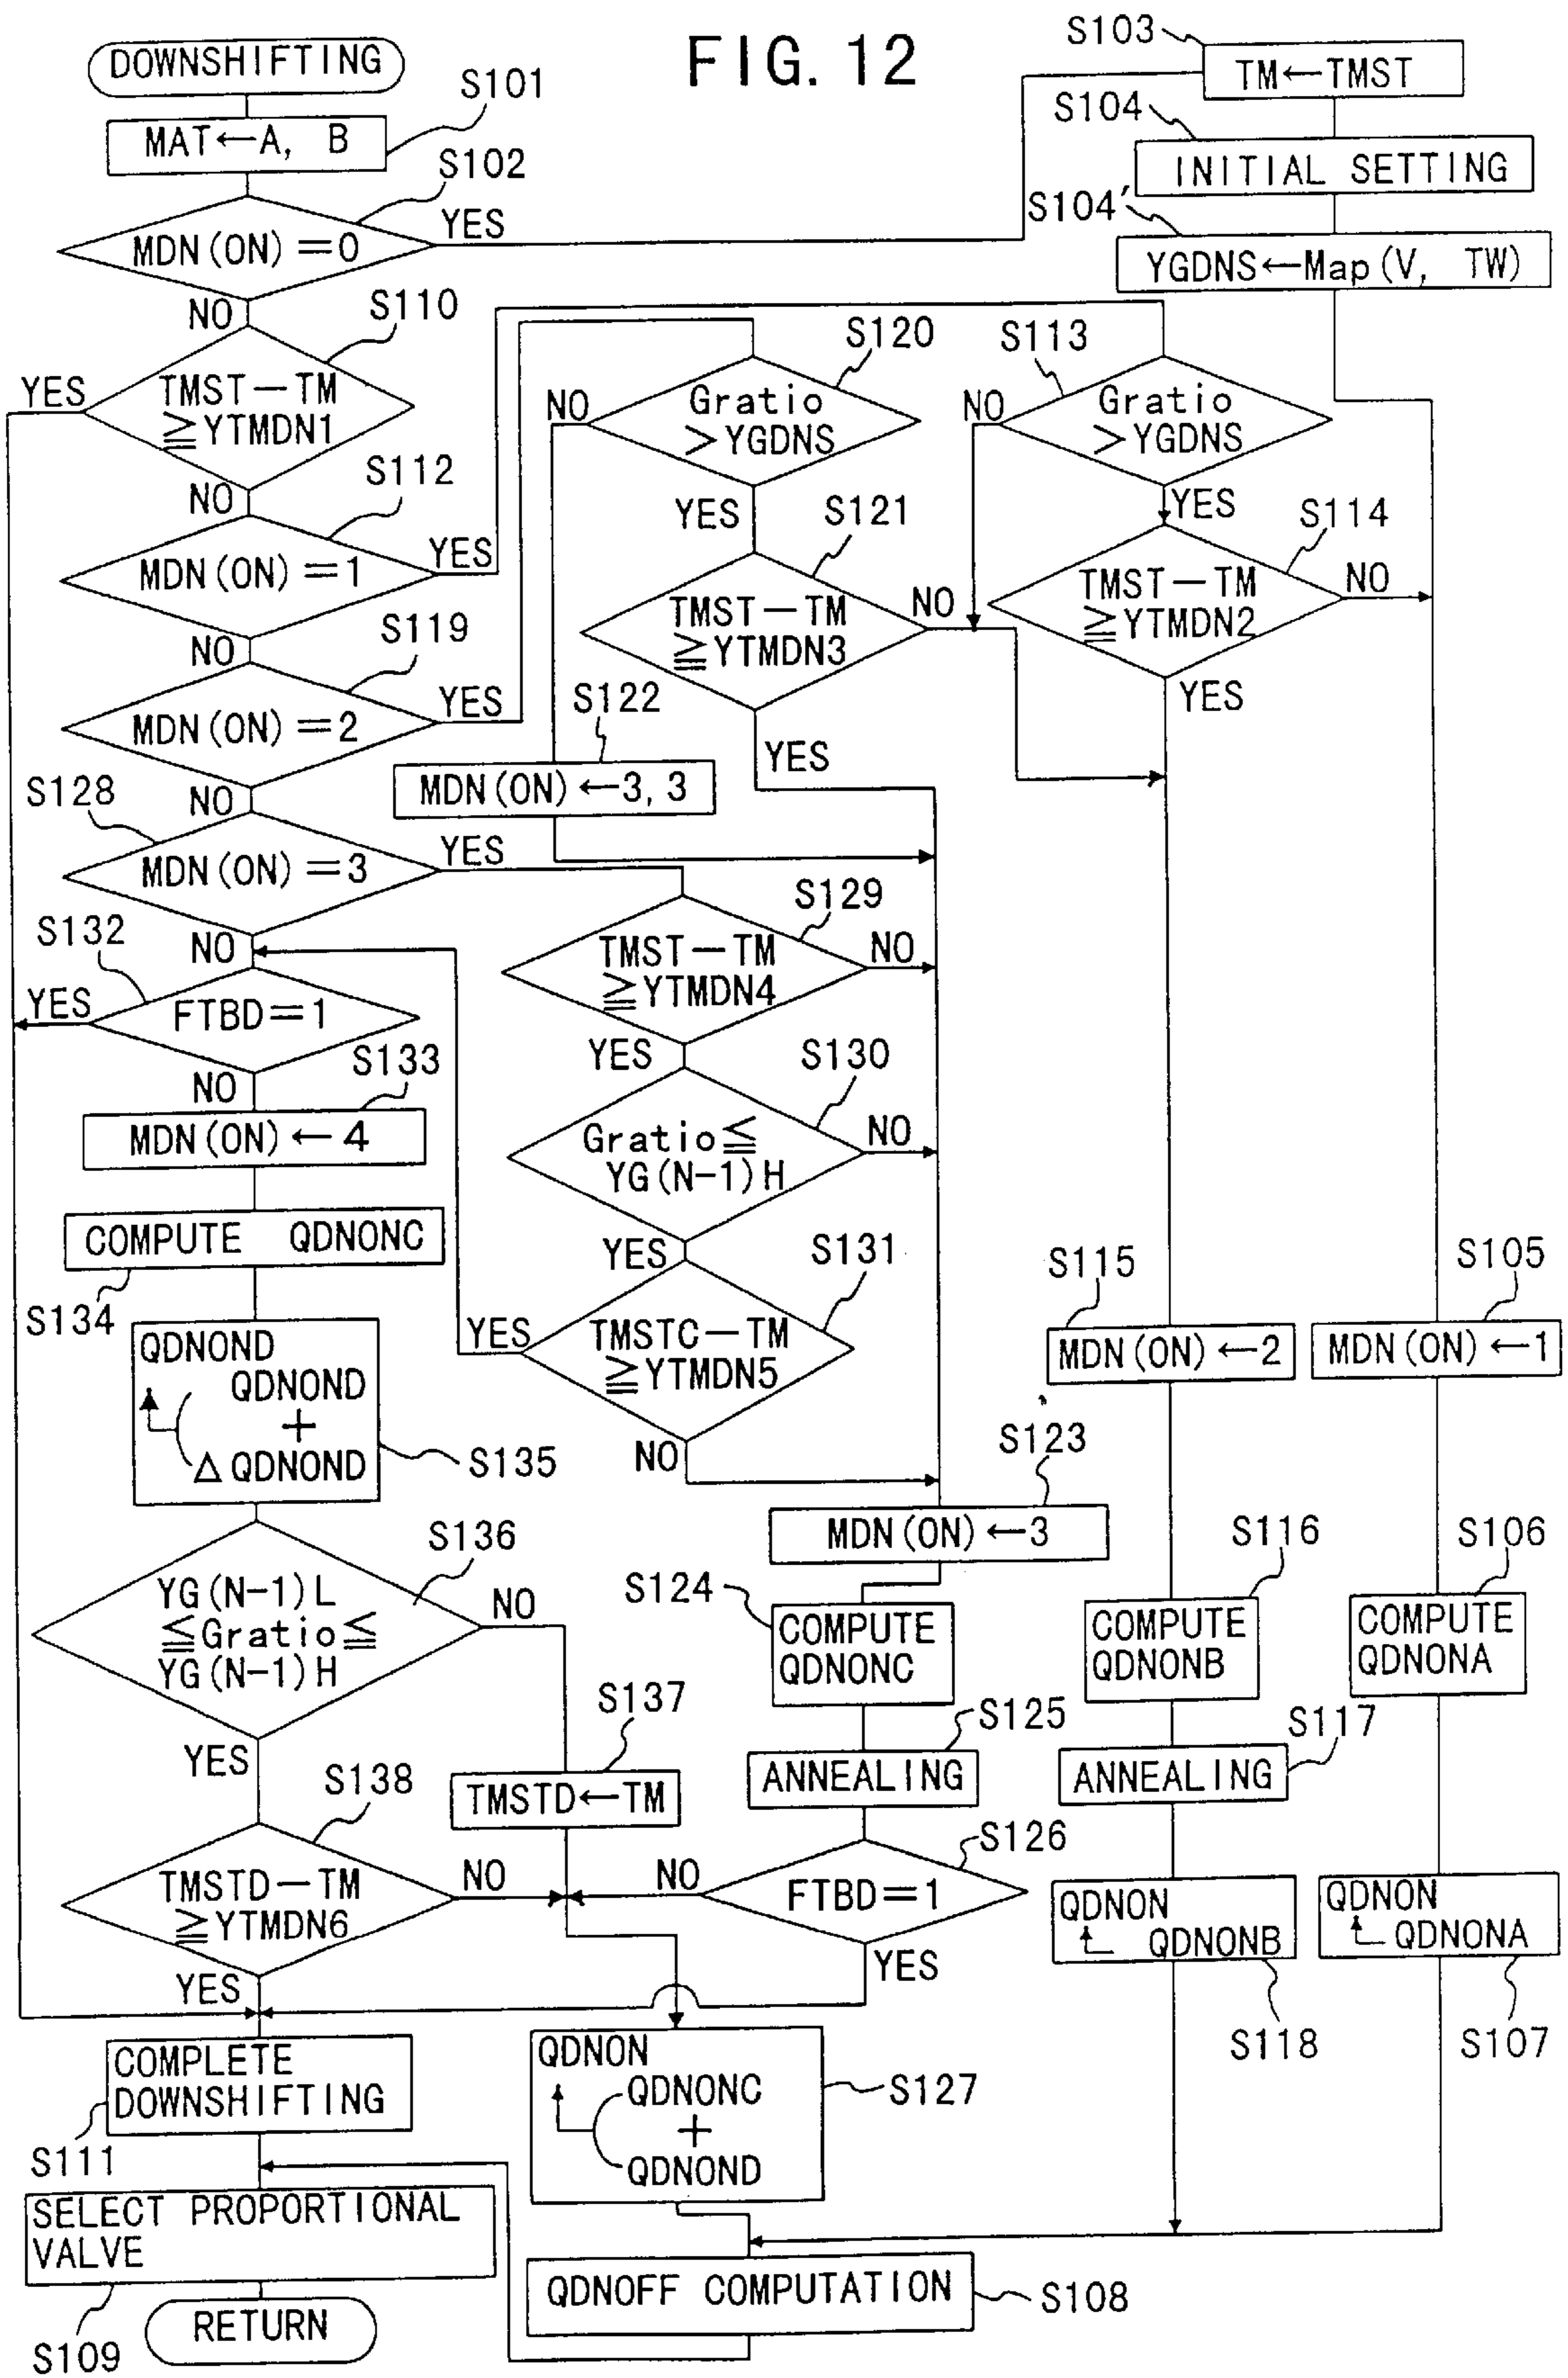 FIG. 12
DOWNSHIFTING
S101
MAT←A, B
S102
MDN(ON)=0
YES
NO
S103
TM←TMST
S104
INITIAL SETTING
S104'
YGDNS←Map(V, TW)
S110
YES
TMST－TM
≧YTMDN1
NO
S112
MDN(ON)=1
YES
NO
S119
MDN(ON)=2
YES
NO
S128
MDN(ON)=3
YES
NO
S120
NO
Gratio
>YGDNS
YES
S113
NO
Gratio
>YGDNS
YES
S121
TMST－TM
≧YTMDN3
NO
YES
S114
TMST－TM
≧YTMDN2
NO
YES
S122
MDN(ON)←3, 3
S129
TMST－TM
≧YTMDN4
NO
YES
S130
Gratio≦
YG(N-1)H
NO
YES
S131
TMSTC－TM
≧YTMDN5
YES
NO
S132
YES
FTBD=1
NO
S133
MDN(ON)←4
COMPUTE QDNONC
S134
QDNOND
QDNOND
+
△QDNOND
S135
S136
YG(N-1)L
≦Gratio≦
YG(N-1)H
NO
YES
S137
TMSTD←TM
S138
TMSTD－TM
≧YTMDN6
NO
YES
S123
MDN(ON)←3
S124
COMPUTE
QDNONC
S125
ANNEALING
S126
NO
FTBD=1
YES
S115
MDN(ON)←2
S116
COMPUTE
QDNONB
S117
ANNEALING
QDNON
QDNONB
S118
S105
MDN(ON)←1
S106
COMPUTE
QDNONA
QDNON
QDNONA
S107
COMPLETE
DOWNSHIFTING
S111
QDNON
QDNONC
+
QDNOND
S127
SELECT PROPORTIONAL
VALVE
S109
QDNOFF COMPUTATION
S108
RETURN